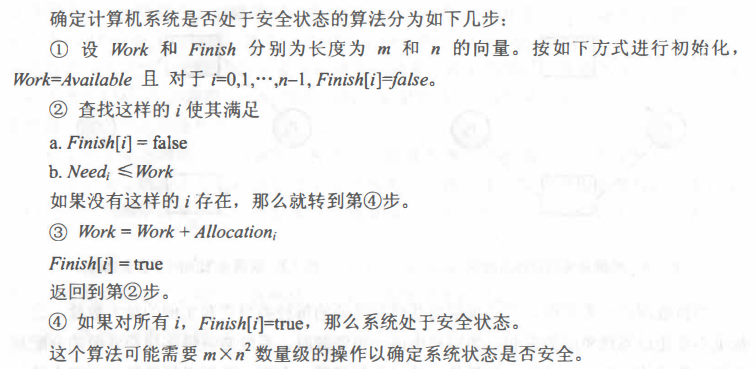 确定计算机系统是否处于安全状态的算法分为如下几步：
① 设 Work 和 Finish 分别为长度为 m 和 n 的向量。按如下方式进行初始化，
Work=Available 且 对于 i=0,1,⋯,n–1, Finish[i]=false。
② 查找这样的 i 使其满足
a. Finish[i] = false
b. Needᵢ ≤ Work
如果没有这样的 i 存在，那么就转到第④步。
③ Work = Work + Allocationᵢ
Finish[i] = true
返回到第②步。
④ 如果对所有 i，Finish[i]=true，那么系统处于安全状态。
这个算法可能需要 m×n² 数量级的操作以确定系统状态是否安全。